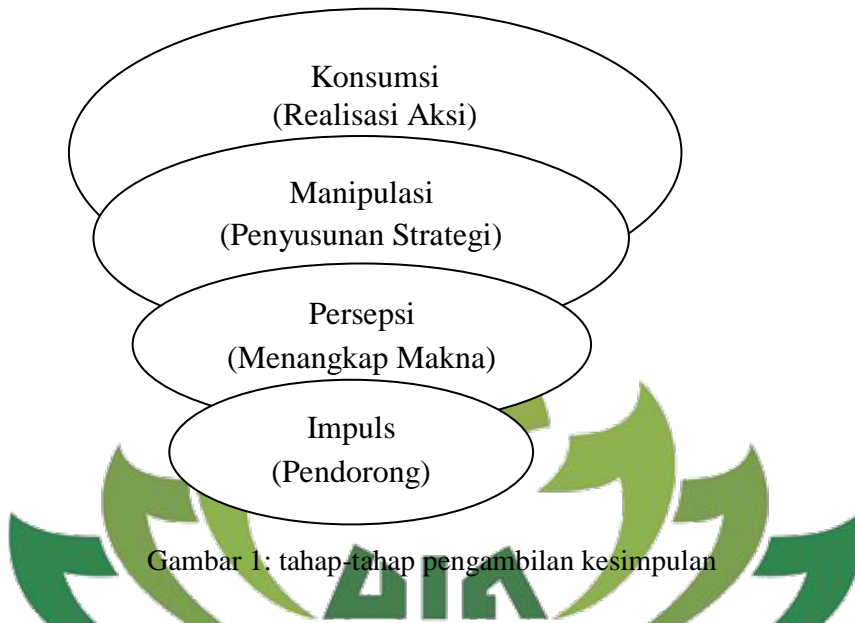 Konsumsi
(Realisasi Aksi)
Manipulasi
(Penyusunan Strategi)
Persepsi
(Menangkap Makna)
Impuls
(Pendorong)
Gambar 1: tahap-tahap pengambilan kesimpulan